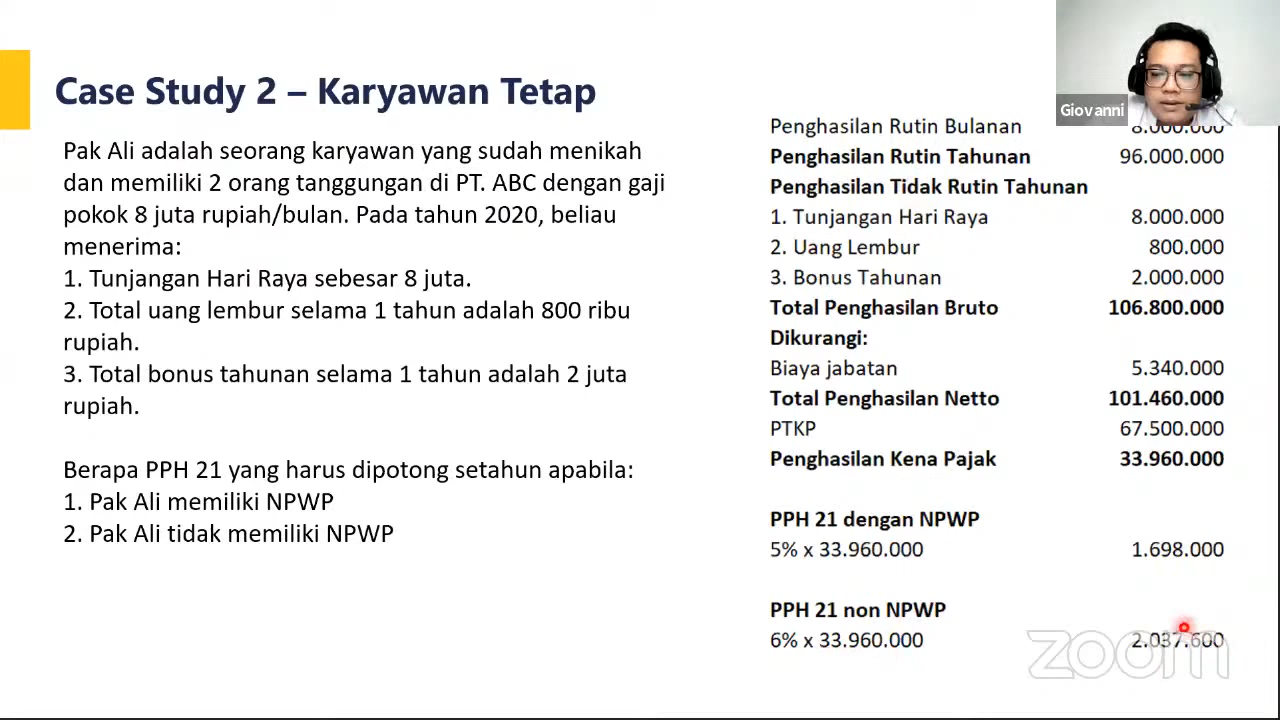 Case Study 2 – Karyawan Tetap
Pak Ali adalah seorang karyawan yang sudah menikah
dan memiliki 2 orang tanggungan di PT. ABC dengan gaji
pokok 8 juta rupiah/bulan. Pada tahun 2020, beliau
menerima:
1. Tunjangan Hari Raya sebesar 8 juta.
2. Total uang lembur selama 1 tahun adalah 800 ribu
rupiah.
3. Total bonus tahunan selama 1 tahun adalah 2 juta
rupiah.
Berapa PPH 21 yang harus dipotong setahun apabila:
1. Pak Ali memiliki NPWP
2. Pak Ali tidak memiliki NPWP
Giovanni
Penghasilan Rutin Bulanan 8.000.000
Penghasilan Rutin Tahunan 96.000.000
Penghasilan Tidak Rutin Tahunan
1. Tunjangan Hari Raya 8.000.000
2. Uang Lembur 800.000
3. Bonus Tahunan 2.000.000
Total Penghasilan Bruto 106.800.000
Dikurangi:
Biaya jabatan 5.340.000
Total Penghasilan Netto 101.460.000
PTKP 67.500.000
Penghasilan Kena Pajak 33.960.000
PPH 21 dengan NPWP
5% x 33.960.000 1.698.000
PPH 21 non NPWP
6% x 33.960.000 2.037.600
zoom